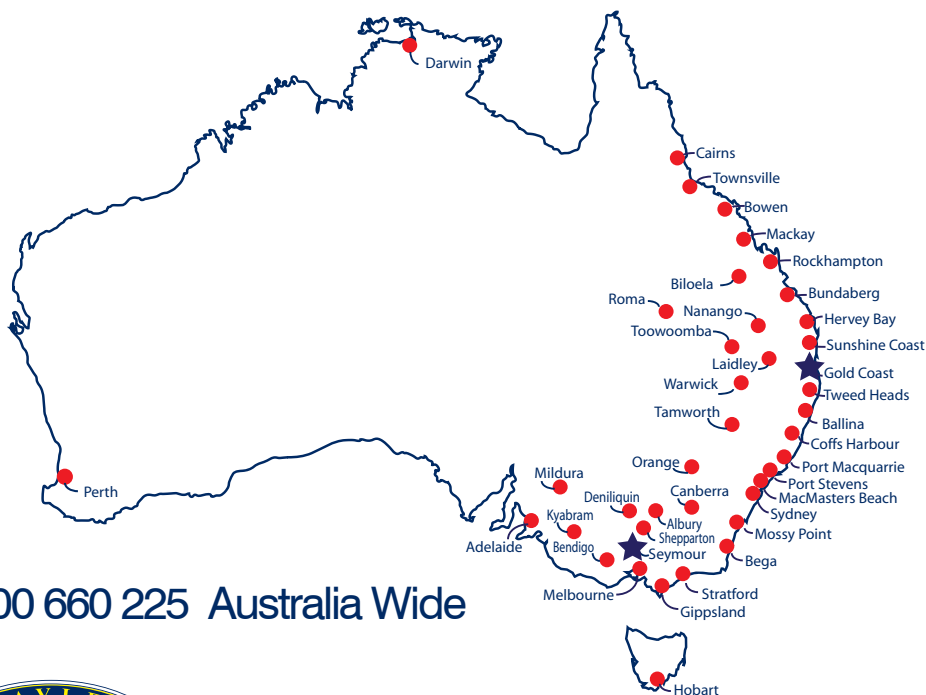 Darwin
Cairns
Townsville
Bowen
Mackay
Rockhampton
Biloela
Bundaberg
Roma
Nanango
Hervey Bay
Toowoomba
Sunshine Coast
Laidley
Gold Coast
Warwick
Tweed Heads
Tamworth
Ballina
Coffs Harbour
Orange
Port Macquarrie
Mildura
Port Stevens
Perth
Deniliquin
Canberra
MacMasters Beach
Kyabram
Albury
Sydney
Shepparton
Mossy Point
Adelaide
Bendigo
Seymour
Bega
Melbourne
Stratford
00 660 225 Australia Wide
Gippsland
Hobart